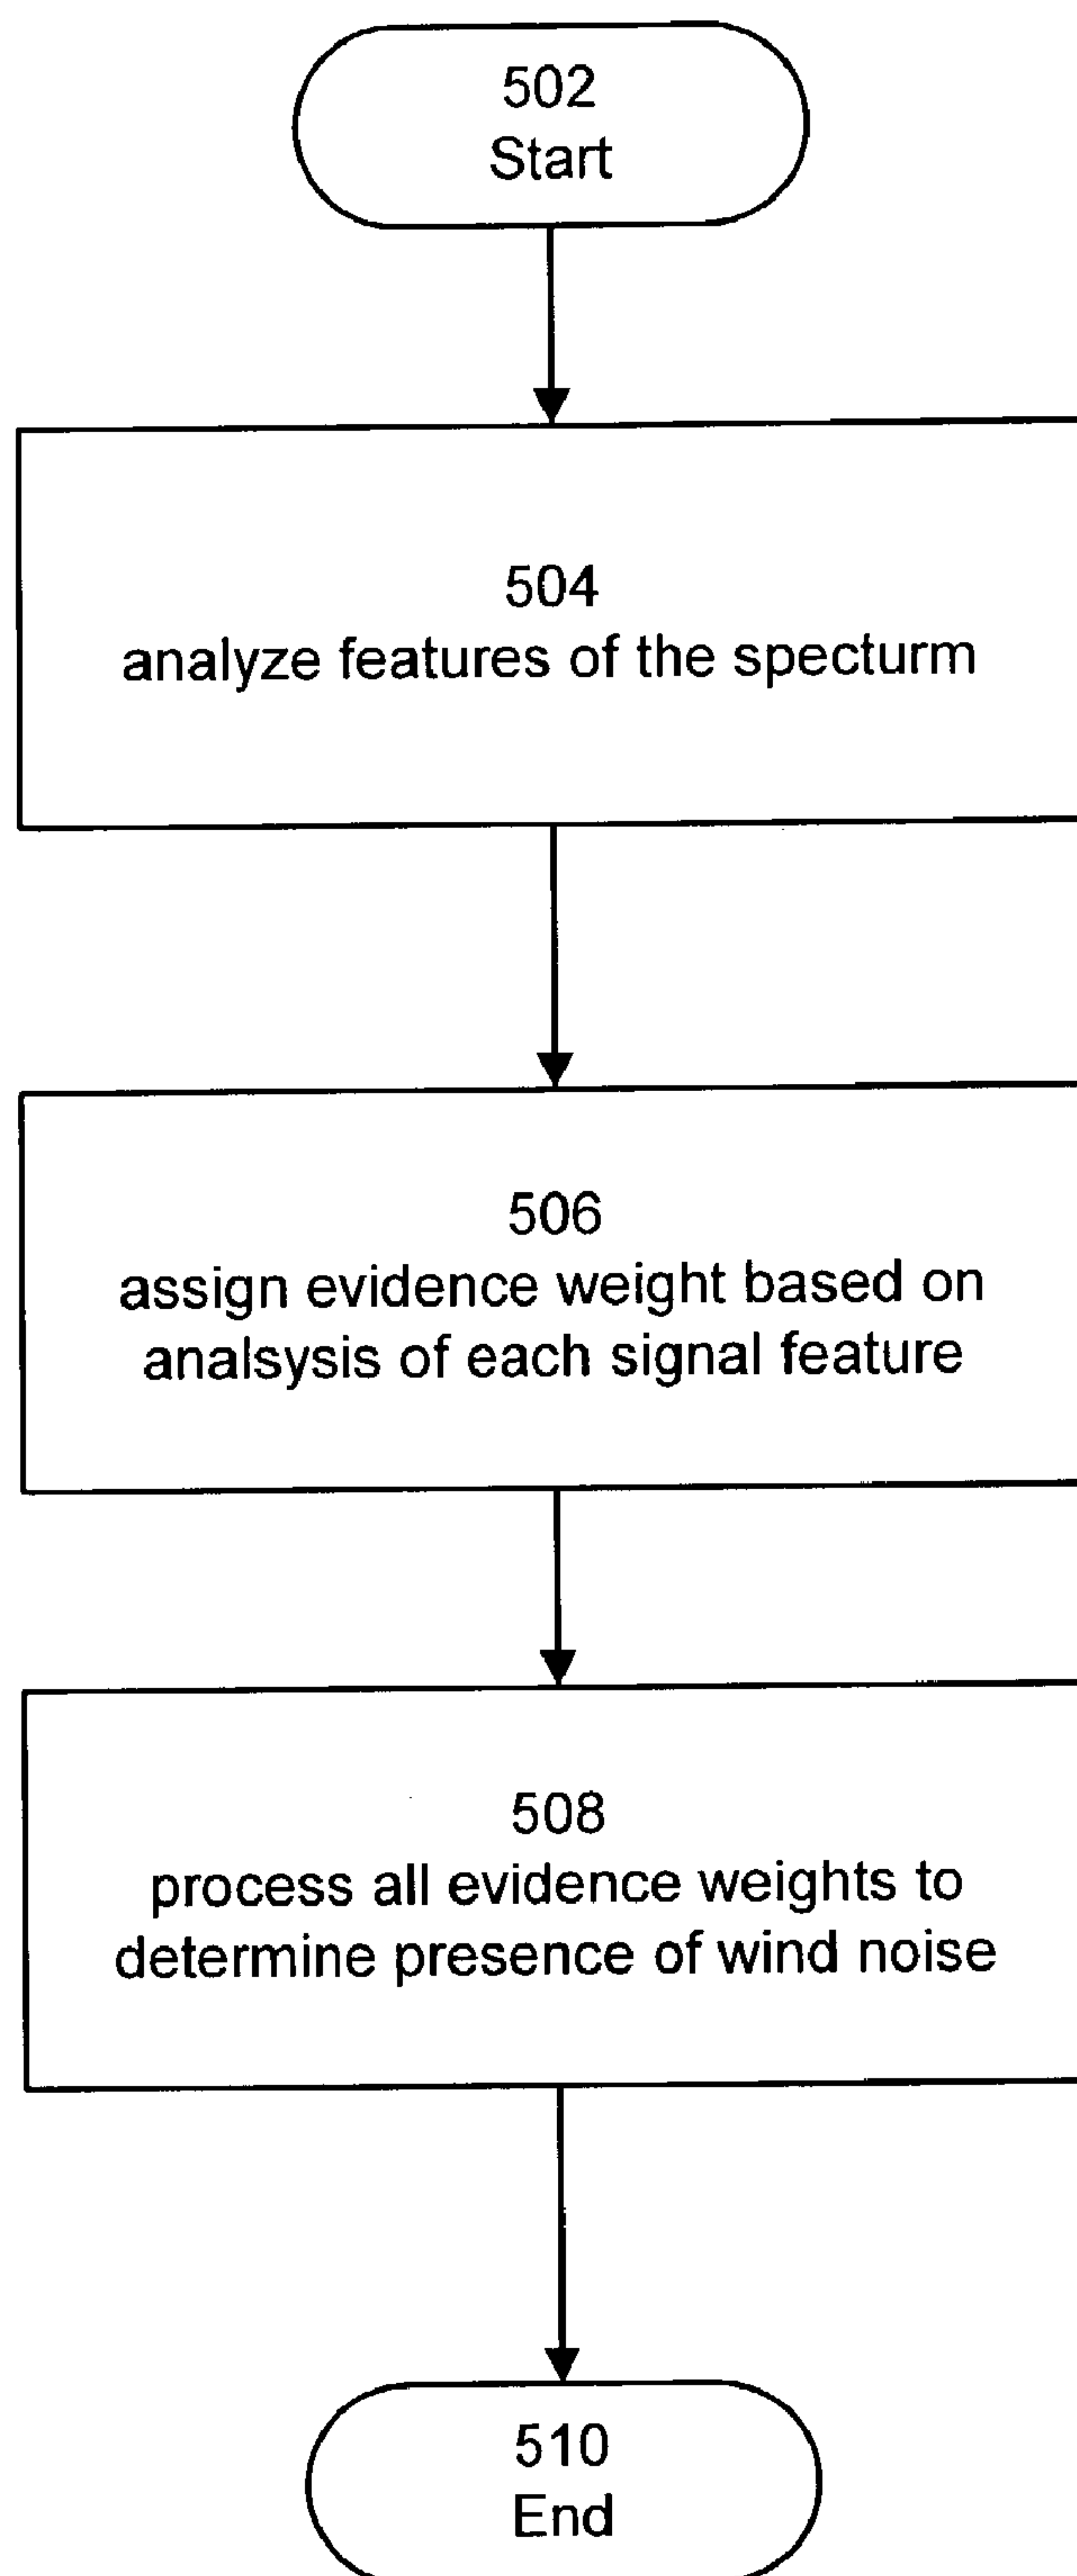 502
Start
504
analyze features of the specturm
506
assign evidence weight based on
analsysis of each signal feature
508
process all evidence weights to
determine presence of wind noise
510
End